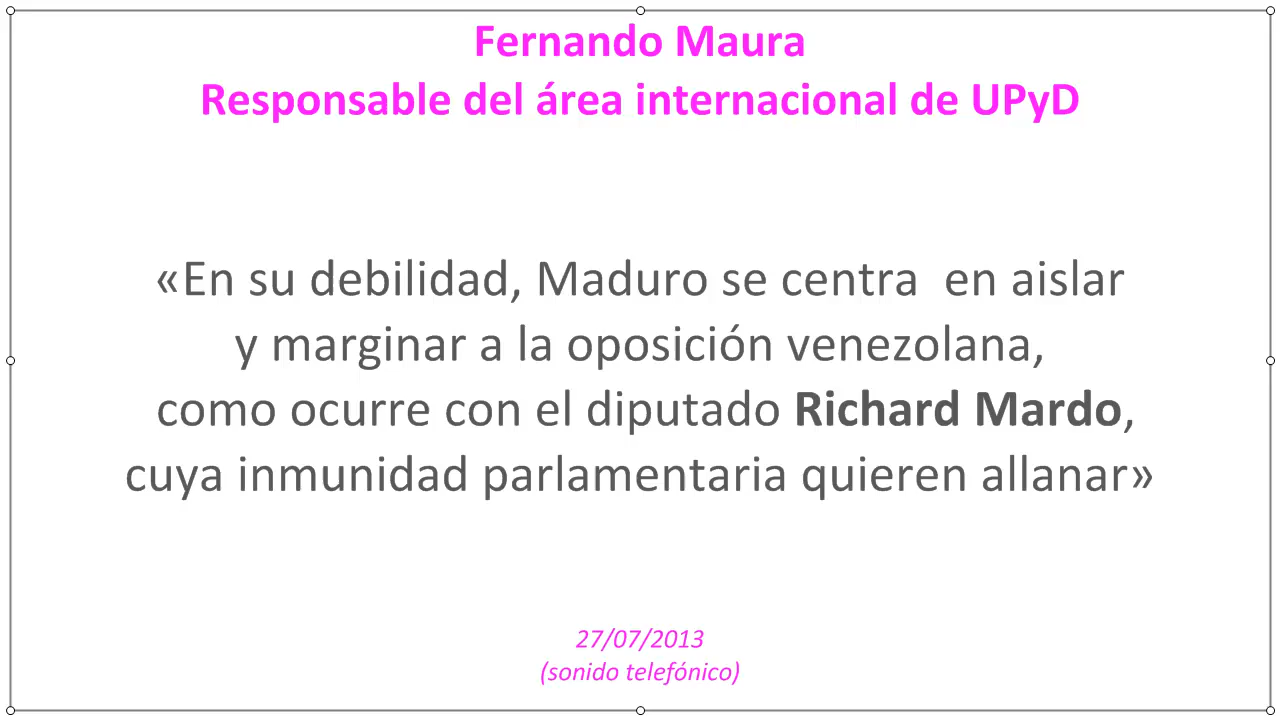 Fernando Maura
Responsable del área internacional de UPyD
«En su debilidad, Maduro se centra  en aislar
y marginar a la oposición venezolana,
como ocurre con el diputado Richard Mardo,
cuya inmunidad parlamentaria quieren allanar»
27/07/2013
(sonido telefónico)